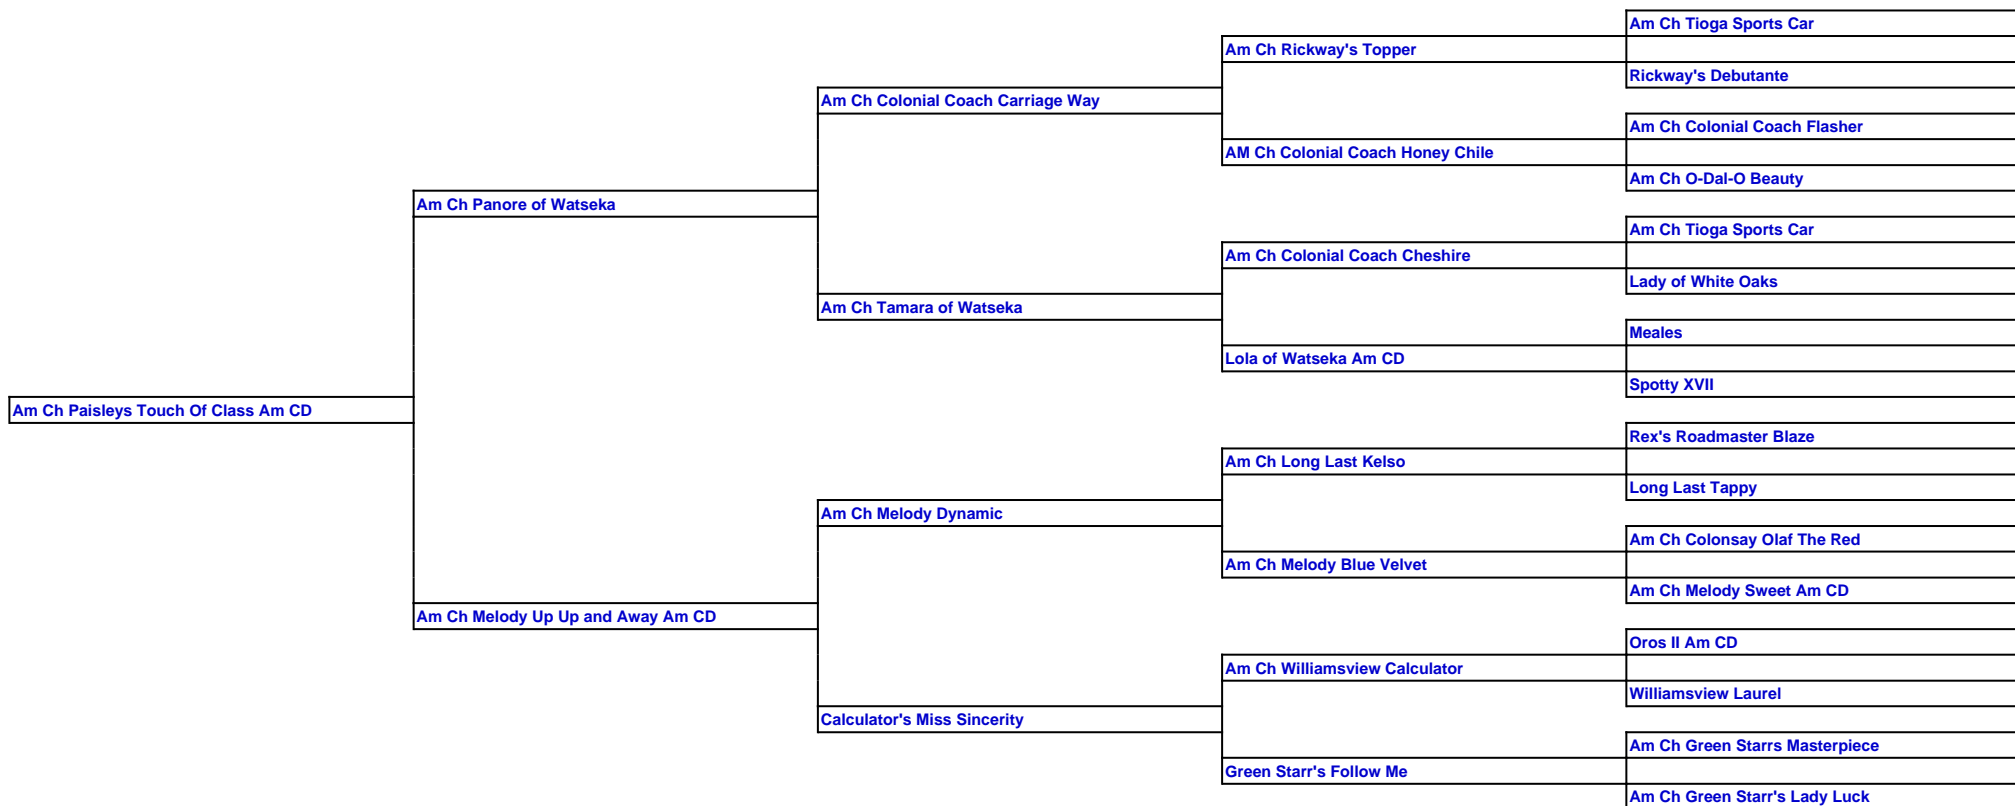 Am Ch Tioga Sports Car
Am Ch Rickway's Topper
Rickway's Debutante
Am Ch Colonial Coach Carriage Way
Am Ch Colonial Coach Flasher
AM Ch Colonial Coach Honey Chile
Am Ch O-Dal-O Beauty
Am Ch Panore of Watseka
Am Ch Tioga Sports Car
Am Ch Colonial Coach Cheshire
Lady of White Oaks
Am Ch Tamara of Watseka
Meales
Lola of Watseka Am CD
Spotty XVII
Am Ch Paisleys Touch Of Class Am CD
Rex's Roadmaster Blaze
Am Ch Long Last Kelso
Long Last Tappy
Am Ch Melody Dynamic
Am Ch Colonsay Olaf The Red
Am Ch Melody Blue Velvet
Am Ch Melody Sweet Am CD
Am Ch Melody Up Up and Away Am CD
Oros II Am CD
Am Ch Williamsview Calculator
Williamsview Laurel
Calculator's Miss Sincerity
Am Ch Green Starrs Masterpiece
Green Starr's Follow Me
Am Ch Green Starr's Lady Luck